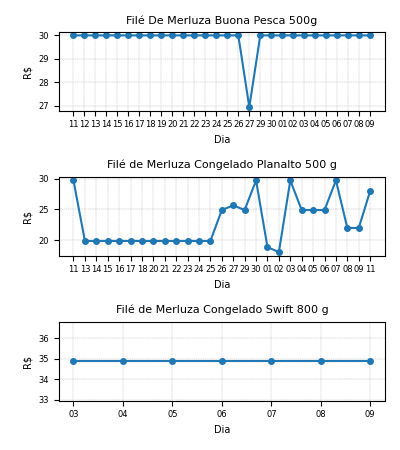 Filé De Merluza Buona Pesca 500g
30
29
28
27
R$
11 12 13 14 15 16 17 18 19 20 21 22 23 24 25 26 27 29 30 01 02 03 04 05 06 07 08 09
Dia
Filé de Merluza Congelado Planalto 500 g
30
25
20
R$
11 13 14 15 16 17 18 20 21 22 23 24 25 26 27 29 30 01 02 03 04 05 06 07 08 09 11
Dia
Filé de Merluza Congelado Swift 800 g
36
35
34
33
R$
03 04 05 06 07 08 09
Dia